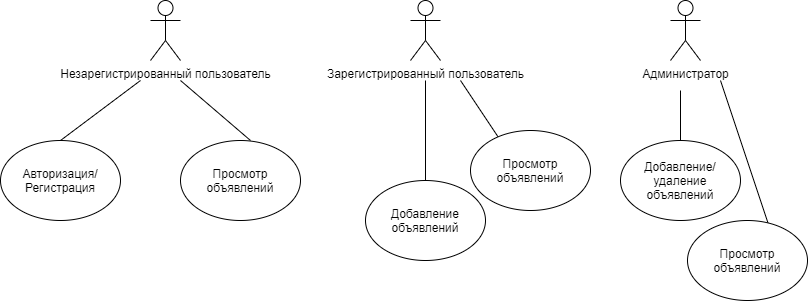 Незарегистрированный пользователь
Зарегистрированный пользователь
Администратор
Авторизация/
Регистрация
Просмотр
объявлений
Добавление
объявлений
Просмотр
объявлений
Добавление/
удаление
объявлений
Просмотр
объявлений